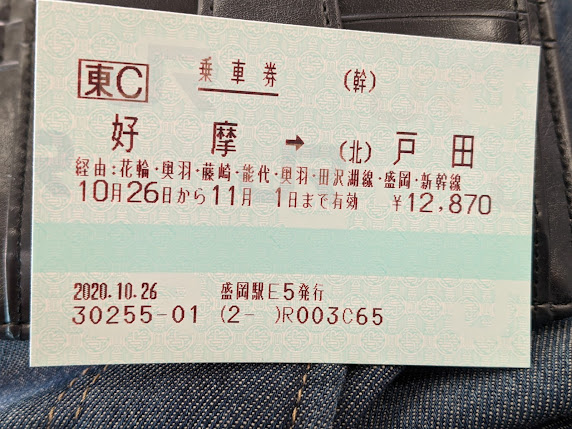 東C 乗車券 (幹)
好摩 → (北)戸田
経由:花輪・奥羽・藤崎・能代・奥羽・田沢湖線・盛岡・新幹線
10月26日から11月 1日まで有効 ¥12,870
2020.10.26 盛岡駅E5発行
30255-01 (2- )R003C65